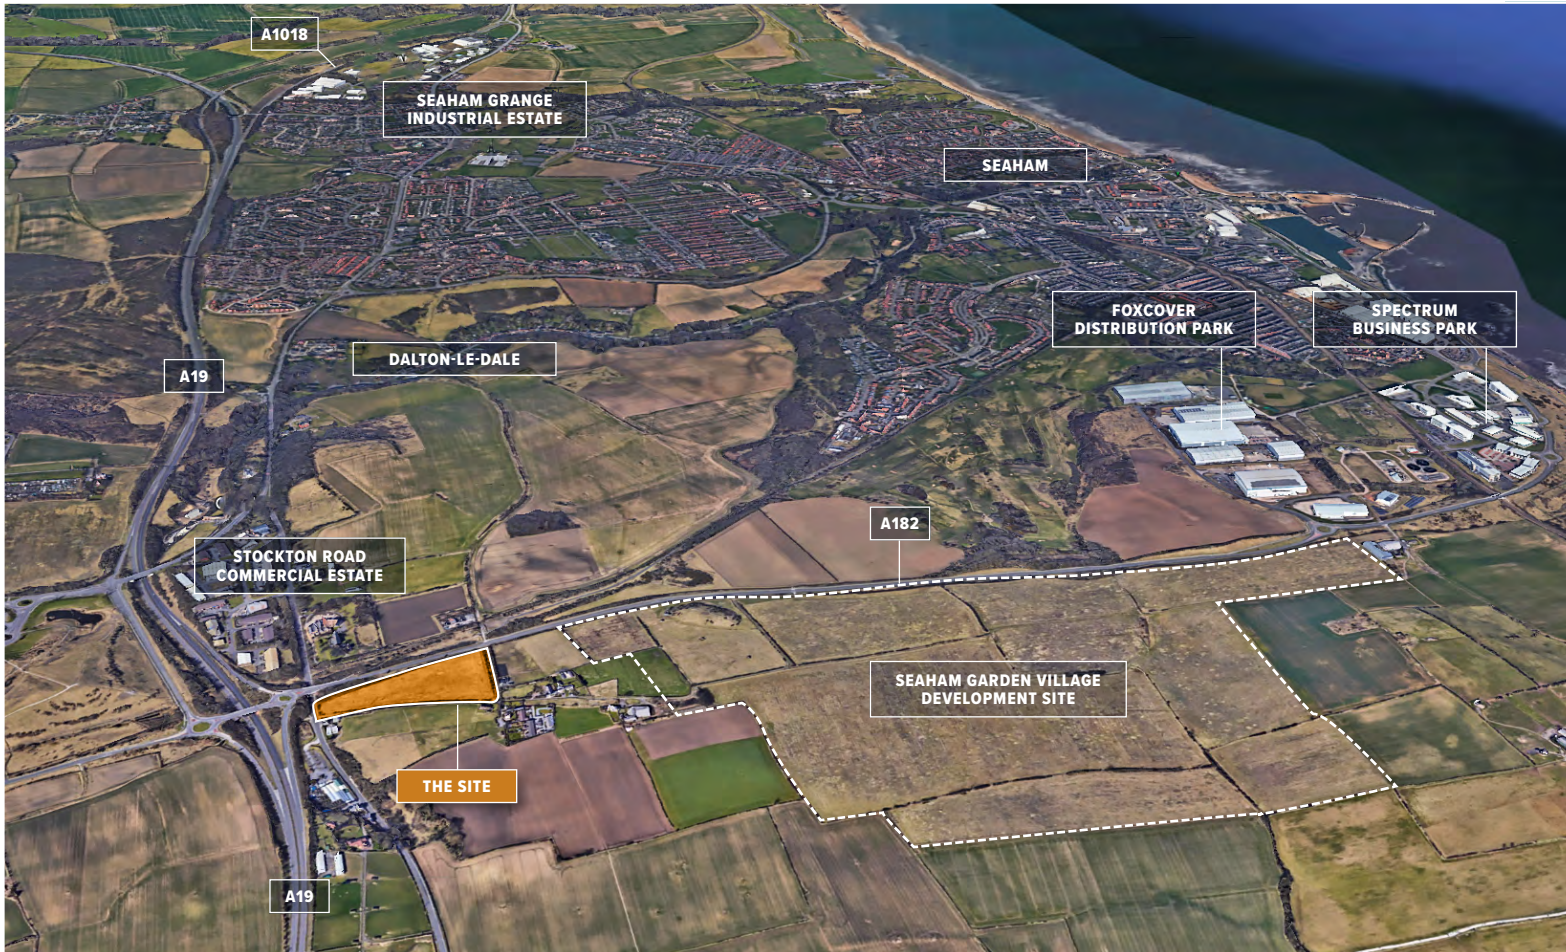 A1018
SEAHAM GRANGE
INDUSTRIAL ESTATE
SEAHAM
FOXCOVER
DISTRIBUTION PARK
SPECTRUM
BUSINESS PARK
DALTON-LE-DALE
A19
A182
STOCKTON ROAD
COMMERCIAL ESTATE
SEAHAM GARDEN VILLAGE
DEVELOPMENT SITE
THE SITE
A19